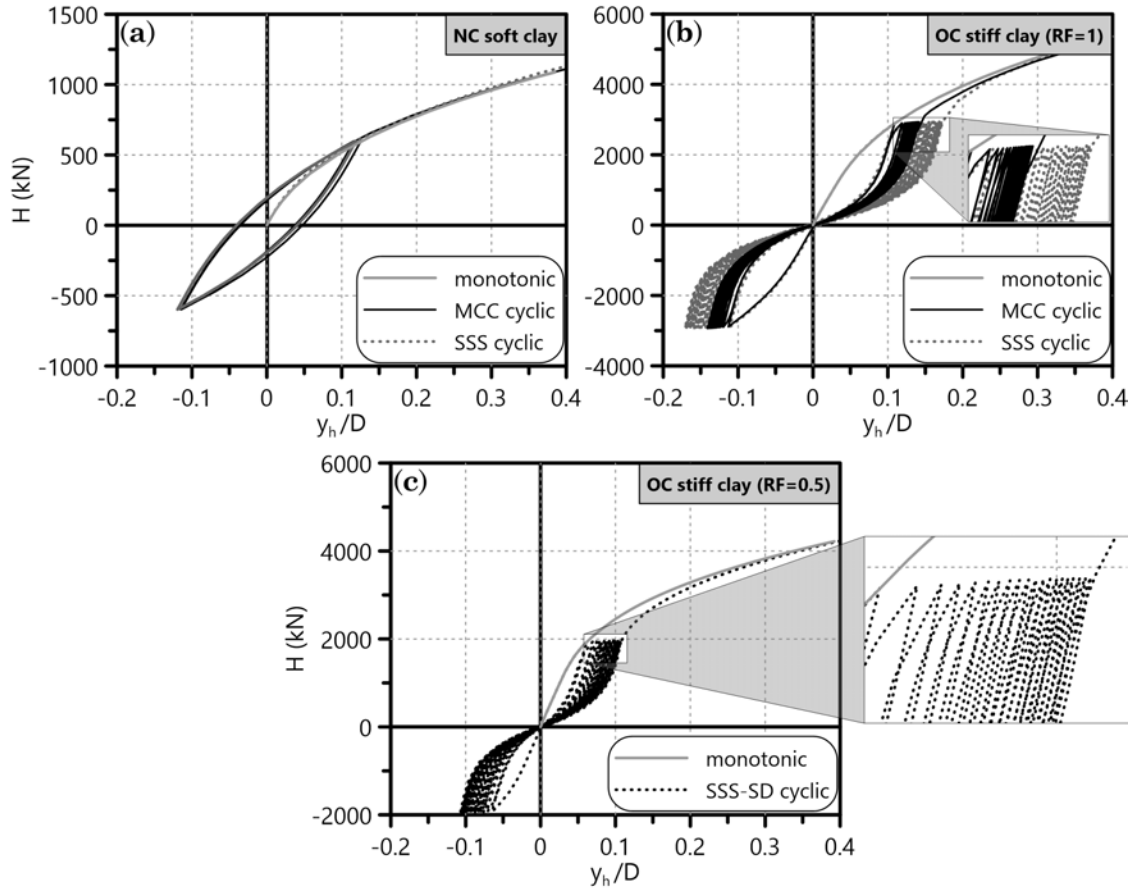 (a)
NC soft clay
1500
1000
500
0
-500
-1000
H (kN)
monotonic
MCC cyclic
SSS cyclic
-0.2 -0.1 0 0.1 0.2 0.3 0.4
y_h/D
(b)
OC stiff clay (RF=1)
6000
4000
2000
0
-2000
-4000
monotonic
MCC cyclic
SSS cyclic
-0.2 -0.1 0 0.1 0.2 0.3 0.4
y_h/D
(c)
OC stiff clay (RF=0.5)
6000
4000
2000
0
-2000
H (kN)
monotonic
SSS-SD cyclic
-0.2 -0.1 0 0.1 0.2 0.3 0.4
y_h/D